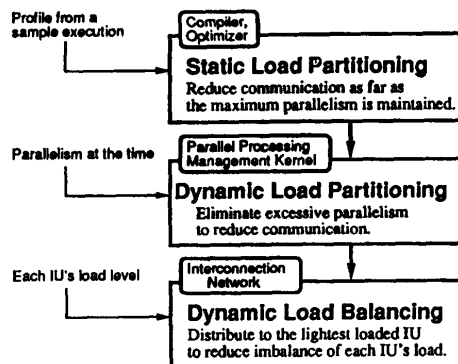 Profile from a
sample execution
Compiler,
Optimizer
Static Load Partitioning
Reduce communication as far as
the maximum parallelism is maintained.
Parallelism at the time
Parallel Processing
Management Kernel
Dynamic Load Partitioning
Eliminate excessive parallelism
to reduce communication.
Each IU's load level
Interconnection
Network
Dynamic Load Balancing
Distribute to the lightest loaded IU
to reduce imbalance of each IU's load.